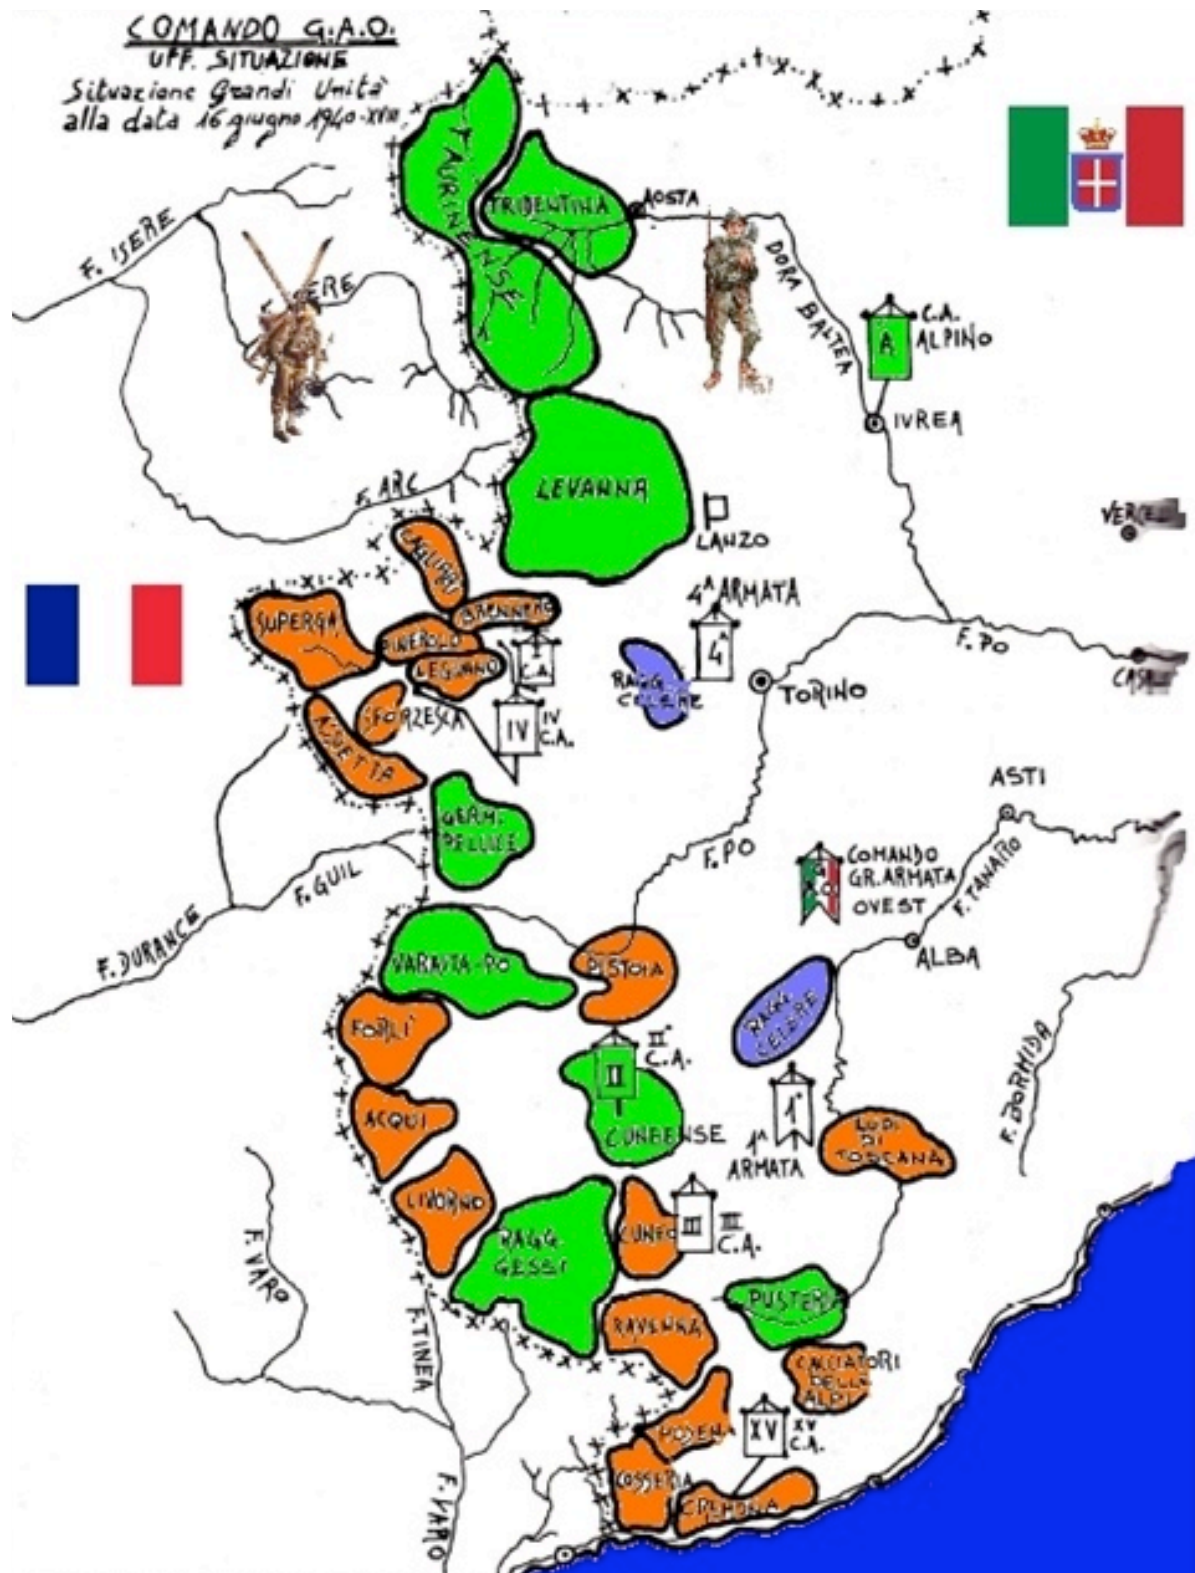 COMANDO G.A.O.
UFF. SITUAZIONE
Situazione Grandi Unità
alla data 16 giugno 1940-XVIII
TAURINENSE
TRIDENTINA
AOSTA
F. ISERE
DORA BALTEA
C.A.
ALPINO
A
IVREA
LEVANNA
F. ARC
LANZO
CAGLIARI
4ª ARMATA
4ª
SUPERGA
BRENNERO
PINEROLO
LEGNANO
I
C.A.
F. PO
RAGG.
CELERE
TORINO
SFORZESCA
IV
IV
C.A.
ASSIETTA
ASTI
GERM.
PELLICE
F. PO
COMANDO
GR. ARMATA
OVEST
F. TANARO
F. GUIL
F. DURANCE
ALBA
VARAITA-PO
PISTOIA
RAGG.
CELERE
FORLI'
II
II°
C.A.
F. BORMIDA
ACQUI
CUNEENSE
1ª
1ª
ARMATA
LUPI
DI
TOSCANA
LIVORNO
CUNEO
III
III
C.A.
RAGG.
GESSI
F. VARO
PUSTERIA
RAVENNA
F. TINEA
CACCIATORI
DELLE
ALPI
MODENA
XV
XV
C.A.
COSSERIA
CREMONA
F. VARO